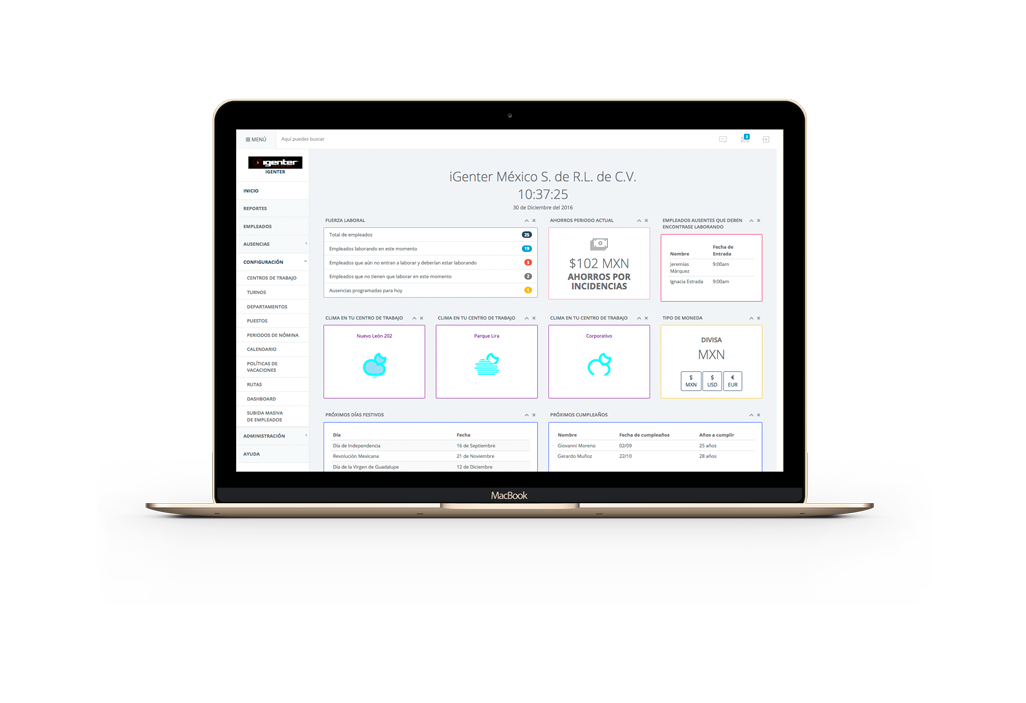 MENÚ
Aquí puedes buscar
igenter
IGENTER
INICIO
REPORTES
EMPLEADOS
AUSENCIAS
CONFIGURACIÓN
CENTROS DE TRABAJO
TURNOS
DEPARTAMENTOS
PUESTOS
PERIODOS DE NÓMINA
CALENDARIO
POLÍTICAS DE
VACACIONES
RUTAS
DASHBOARD
SUBIDA MASIVA
DE EMPLEADOS
ADMINISTRACIÓN
AYUDA
iGenter México S. de R.L. de C.V.
10:37:25
30 de Diciembre del 2016
FUERZA LABORAL
Total de empleados 25
Empleados laborando en este momento 19
Empleados que aún no entran a laborar y deberían estar laborando 3
Empleados que no tienen que laborar en este momento 2
Ausencias programadas para hoy 1
AHORROS PERIODO ACTUAL
$102 MXN
AHORROS POR
INCIDENCIAS
EMPLEADOS AUSENTES QUE DEBEN
ENCONTRASE LABORANDO
Nombre Fecha de
Entrada
Jeremías 9:00am
Márquez
Ignacia Estrada 9:00am
CLIMA EN TU CENTRO DE TRABAJO
Nuevo León 202
CLIMA EN TU CENTRO DE TRABAJO
Parque Lira
CLIMA EN TU CENTRO DE TRABAJO
Corporativo
TIPO DE MONEDA
DIVISA
MXN
$ $ €
MXN USD EUR
PRÓXIMOS DÍAS FESTIVOS
Día Fecha
Día de Independencia 16 de Septiembre
Revolución Mexicana 21 de Noviembre
Día de la Virgen de Guadalupe 12 de Diciembre
PRÓXIMOS CUMPLEAÑOS
Nombre Fecha de cumpleaños Años a cumplir
Giovanni Moreno 02/09 25 años
Gerardo Muñoz 22/10 28 años
MacBook